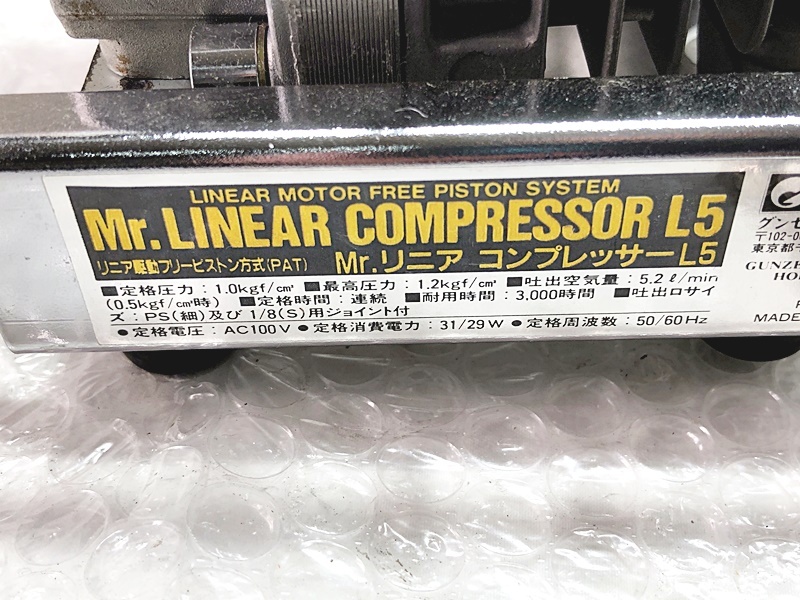 LINEAR MOTOR FREE PISTON SYSTEM
Mr. LINEAR COMPRESSOR L5
リニア駆動フリーピストン方式(PAT) Mr.リニア コンプレッサーL5
■定格圧力：1.0kgf/cm² ■最高圧力：1.2kgf/cm² ■吐出空気量：5.2ℓ/min
(0.5kgf/cm²時) ■定格時間：連続 ■耐用時間：3,000時間 ■吐出口サイ
ズ：PS(細)及び1/8(S)用ジョイント付
●定格電圧：AC100V ●定格消費電力：31/29W ●定格周波数：50/60Hz
グンゼ
〒102-0
東京都
GUNZE
HO
MADE